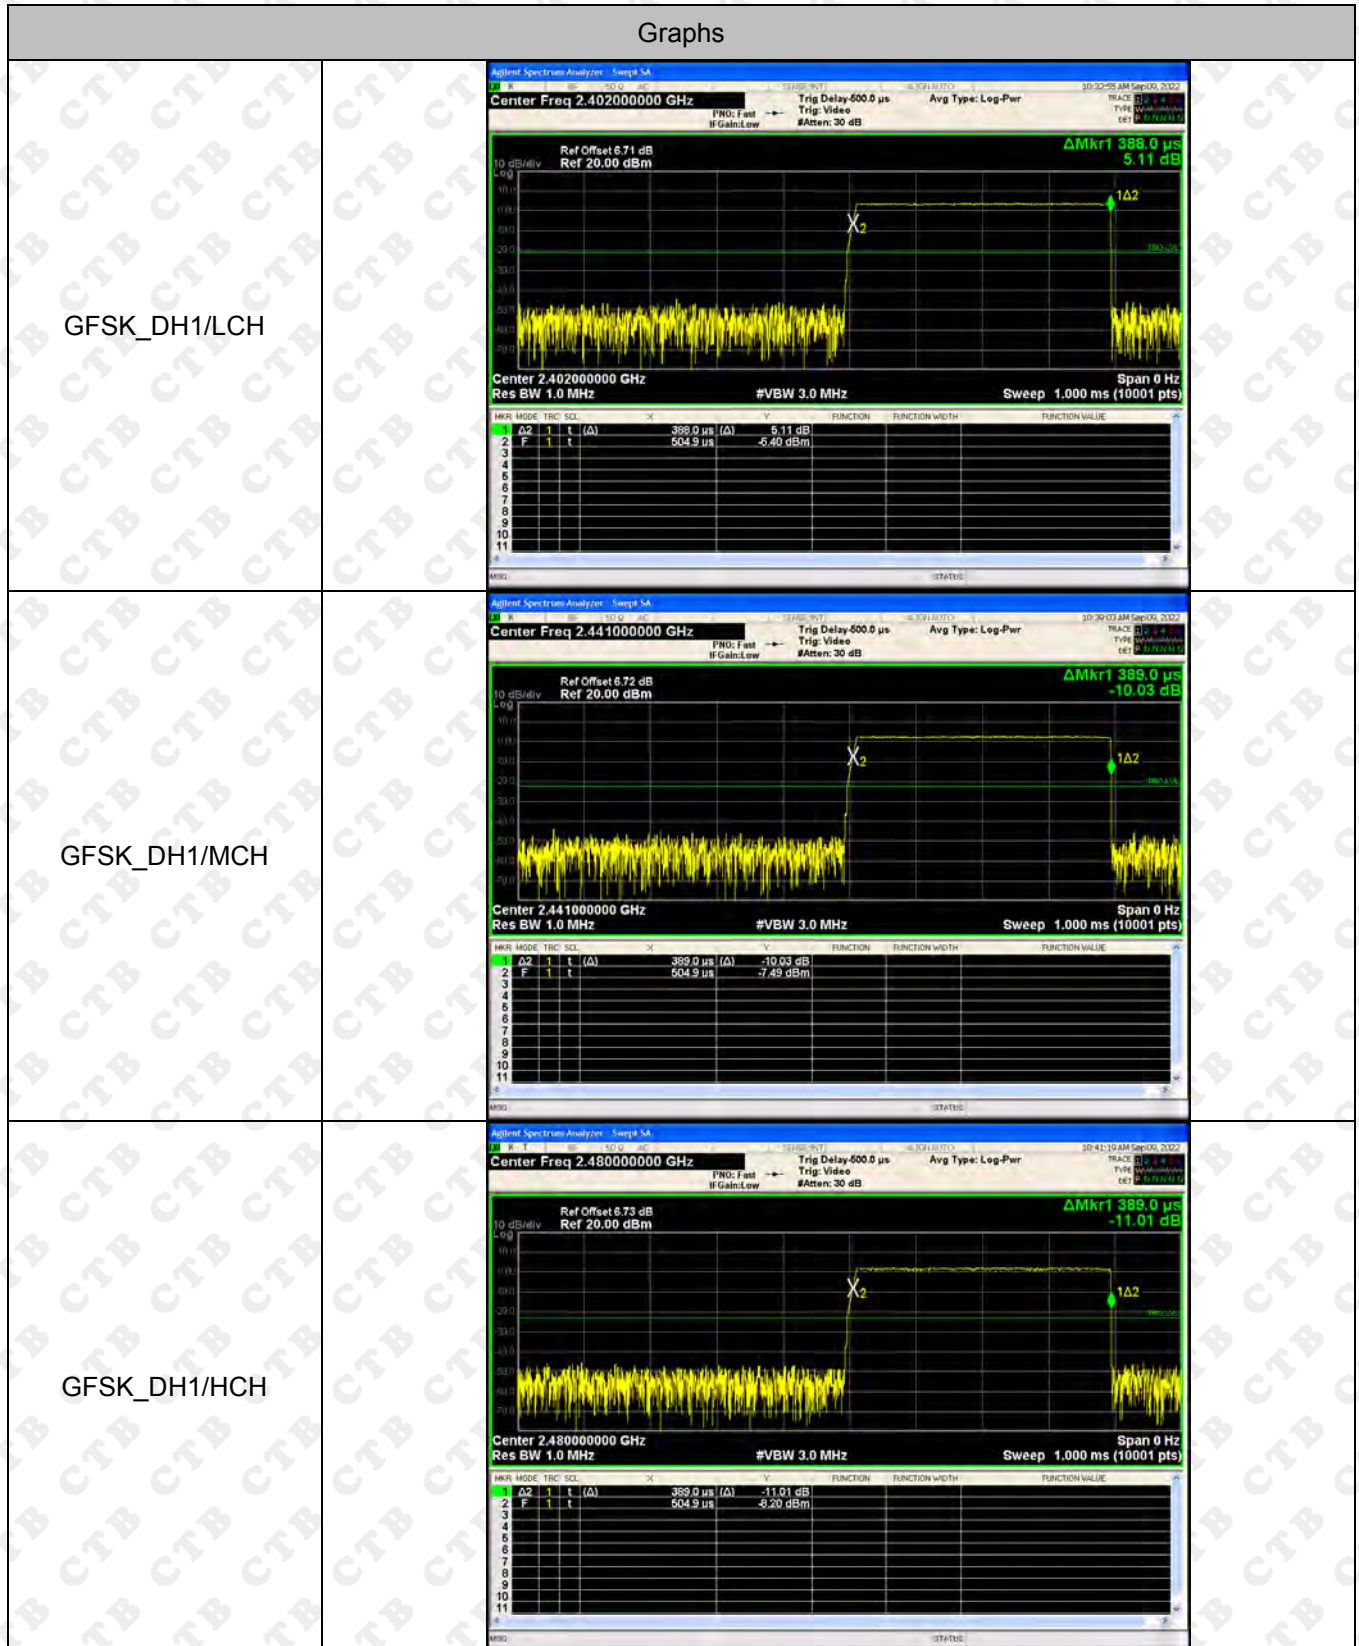 Graphs
GFSK_DH1/LCH
Agilent Spectrum Analyzer - Swept SA
10:32:55 AM Sep 09, 2022
Center Freq 2.402000000 GHz
PNO: Fast
IFGain:Low
Trig Delay-500.0 µs
Trig: Video
#Atten: 30 dB
Avg Type: Log-Pwr
TRACE
TYPE
DET
ΔMkr1 388.0 µs
5.11 dB
Ref Offset 6.71 dB
10 dB/div Ref 20.00 dBm
Log
1Δ2
X2
Center 2.402000000 GHz
Span 0 Hz
Res BW 1.0 MHz
#VBW 3.0 MHz
Sweep 1.000 ms (10001 pts)
MKR MODE TRC SCL X Y FUNCTION FUNCTION WIDTH FUNCTION VALUE
1 Δ2 1 t (Δ) 388.0 µs (Δ) 5.11 dB
2 F 1 t 504.9 µs -5.40 dBm
3
4
5
6
7
8
9
10
11
MSG
STATUS
GFSK_DH1/MCH
Agilent Spectrum Analyzer - Swept SA
10:39:03 AM Sep 09, 2022
Center Freq 2.441000000 GHz
PNO: Fast
IFGain:Low
Trig Delay-500.0 µs
Trig: Video
#Atten: 30 dB
Avg Type: Log-Pwr
TRACE
TYPE
DET
ΔMkr1 389.0 µs
-10.03 dB
Ref Offset 6.72 dB
10 dB/div Ref 20.00 dBm
Log
1Δ2
X2
Center 2.441000000 GHz
Span 0 Hz
Res BW 1.0 MHz
#VBW 3.0 MHz
Sweep 1.000 ms (10001 pts)
MKR MODE TRC SCL X Y FUNCTION FUNCTION WIDTH FUNCTION VALUE
1 Δ2 1 t (Δ) 389.0 µs (Δ) -10.03 dB
2 F 1 t 504.9 µs -7.49 dBm
3
4
5
6
7
8
9
10
11
MSG
STATUS
GFSK_DH1/HCH
Agilent Spectrum Analyzer - Swept SA
10:41:19 AM Sep 09, 2022
Center Freq 2.480000000 GHz
PNO: Fast
IFGain:Low
Trig Delay-500.0 µs
Trig: Video
#Atten: 30 dB
Avg Type: Log-Pwr
TRACE
TYPE
DET
ΔMkr1 389.0 µs
-11.01 dB
Ref Offset 6.73 dB
10 dB/div Ref 20.00 dBm
Log
1Δ2
X2
Center 2.480000000 GHz
Span 0 Hz
Res BW 1.0 MHz
#VBW 3.0 MHz
Sweep 1.000 ms (10001 pts)
MKR MODE TRC SCL X Y FUNCTION FUNCTION WIDTH FUNCTION VALUE
1 Δ2 1 t (Δ) 389.0 µs (Δ) -11.01 dB
2 F 1 t 504.9 µs -8.20 dBm
3
4
5
6
7
8
9
10
11
MSG
STATUS